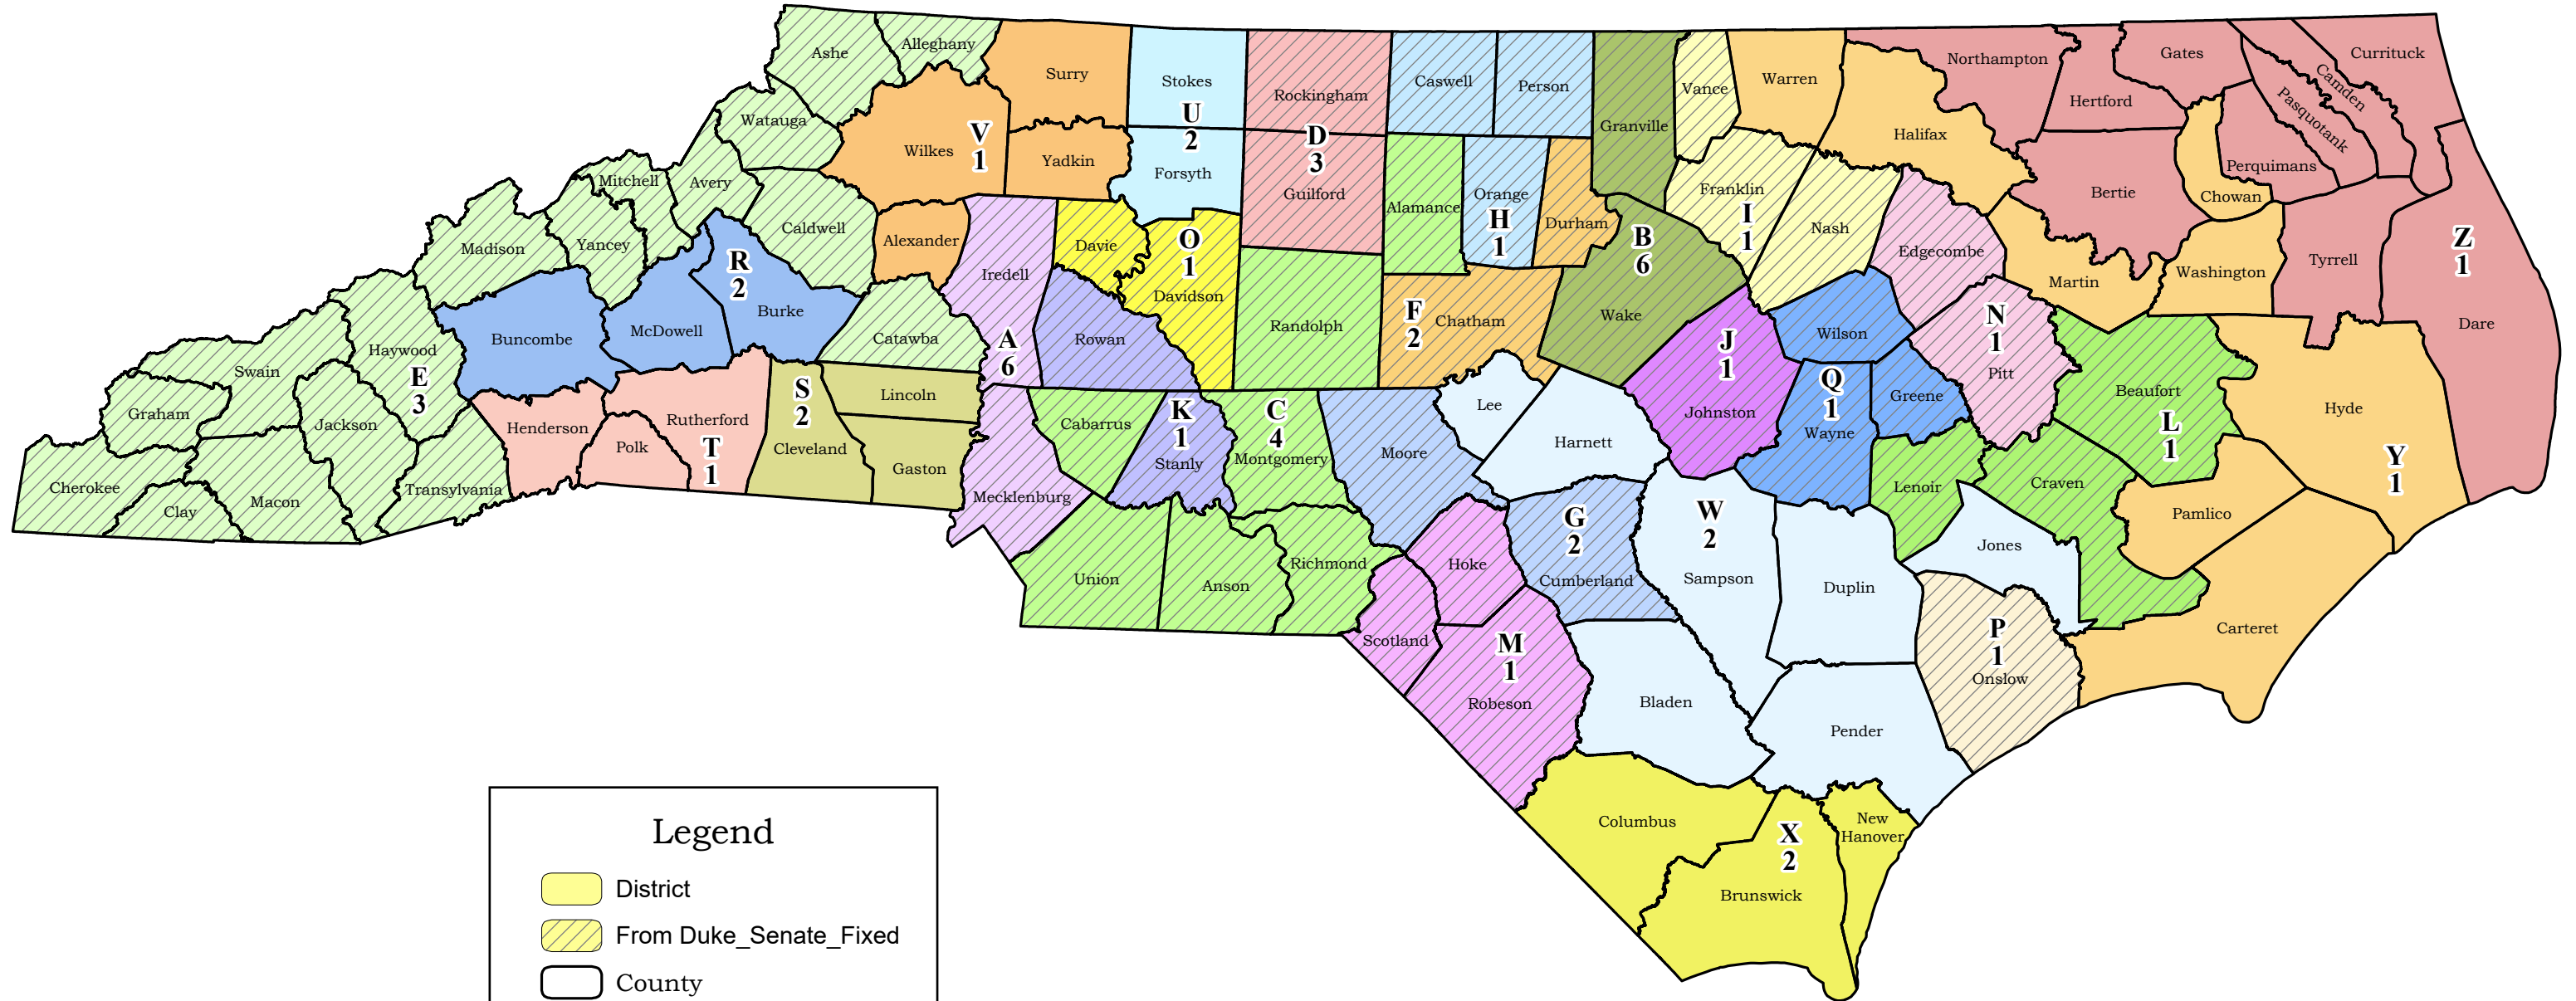 Ashe
Alleghany
Surry
Stokes
Rockingham
Caswell
Person
Granville
Vance
Warren
Northampton
Gates
Camden
Currituck
Hertford
Pasquotank
Halifax
Perquimans
Chowan
Bertie
Watauga
Wilkes
V
1
Yadkin
U
2
Forsyth
D
3
Guilford
Alamance
Orange
H
1
Durham
Franklin
I
1
Nash
Edgecombe
Martin
Washington
Tyrrell
Z
1
Dare
Mitchell
Avery
Caldwell
Alexander
Madison
Yancey
R
2
Burke
McDowell
Buncombe
Iredell
A
6
Davie
O
1
Davidson
Rowan
Randolph
F
2
Chatham
B
6
Wake
J
1
Johnston
Wilson
N
1
Pitt
Q
1
Wayne
Greene
Beaufort
L
1
Hyde
Y
1
Haywood
E
3
Swain
Graham
Jackson
Cherokee
Clay
Macon
Transylvania
Henderson
Polk
Rutherford
T
1
S
2
Cleveland
Catawba
Lincoln
Gaston
Mecklenburg
Cabarrus
K
1
Stanly
C
4
Montgomery
Moore
Lee
Harnett
Lenoir
Craven
Pamlico
Jones
Union
Anson
Richmond
Scotland
Hoke
G
2
Cumberland
W
2
Sampson
Duplin
P
1
Onslow
Carteret
M
1
Robeson
Bladen
Pender
Columbus
X
2
Brunswick
New
Hanover
Legend
District
From Duke_Senate_Fixed
County